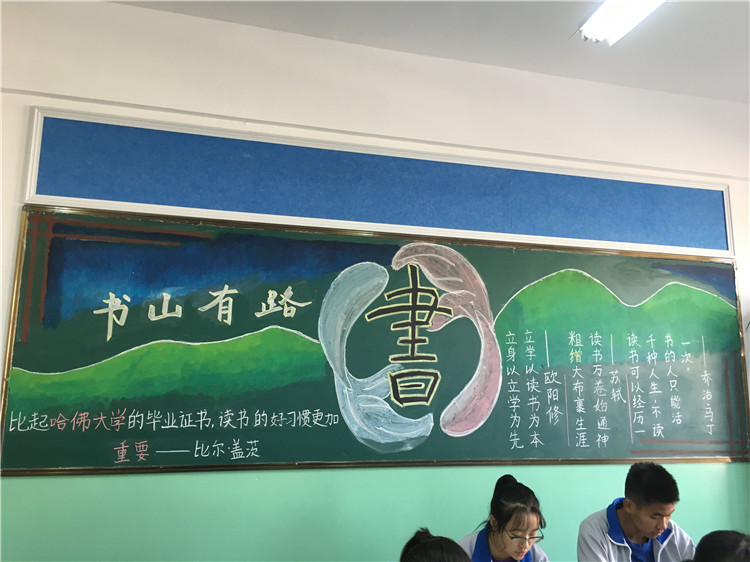 书山有路
書
比起哈佛大学的毕业证书,读书的好习惯更加
重要——比尔·盖茨
立身以立学为先
立学以读书为本
——欧阳修
粗缯大布裹生涯
读书万卷始通神
——苏轼
读书可以经历一
千种人生,不读
书的人只能活
一次。
——乔治马丁